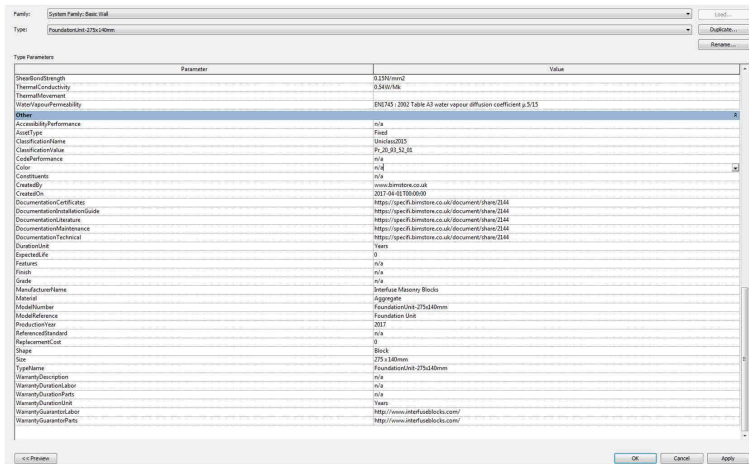 Family: System Family: Basic Wall Load...
Type: FoundationUnit-275x140mm Duplicate...
Rename...
Type Parameters
Parameter Value
ShearBondStrength 0.15N/mm2
ThermalConductivity 0.54W/Mk
ThermalMovement
WaterVapourPermeability EN1745 : 2002 Table A3 water vapour diffusion coefficient µ.5/15
Other
AccessibilityPerformance n/a
AssetType Fixed
ClassificationName Uniclass2015
ClassificationValue Pr_20_93_52_01
CodePerformance n/a
Color n/a
Constituents n/a
CreatedBy www.bimstore.co.uk
CreatedOn 2017-04-01T00:00:00
DocumentationCertificates https://specifi.bimstore.co.uk/document/share/2144
DocumentationInstallationGuide https://specifi.bimstore.co.uk/document/share/2144
DocumentationLiterature https://specifi.bimstore.co.uk/document/share/2144
DocumentationMaintenance https://specifi.bimstore.co.uk/document/share/2144
DocumentationTechnical https://specifi.bimstore.co.uk/document/share/2144
DurationUnit Years
ExpectedLife 0
Features n/a
Finish n/a
Grade n/a
ManufacturerName Interfuse Masonry Blocks
Material Aggregate
ModelNumber FoundationUnit-275x140mm
ModelReference Foundation Unit
ProductionYear 2017
ReferencedStandard n/a
ReplacementCost 0
Shape Block
Size 275 x 140mm
TypeName FoundationUnit-275x140mm
WarrantyDescription n/a
WarrantyDurationLabor n/a
WarrantyDurationParts n/a
WarrantyDurationUnit Years
WarrantyGuarantorLabor http://www.interfuseblocks.com/
WarrantyGuarantorParts http://www.interfuseblocks.com/
<< Preview OK Cancel Apply